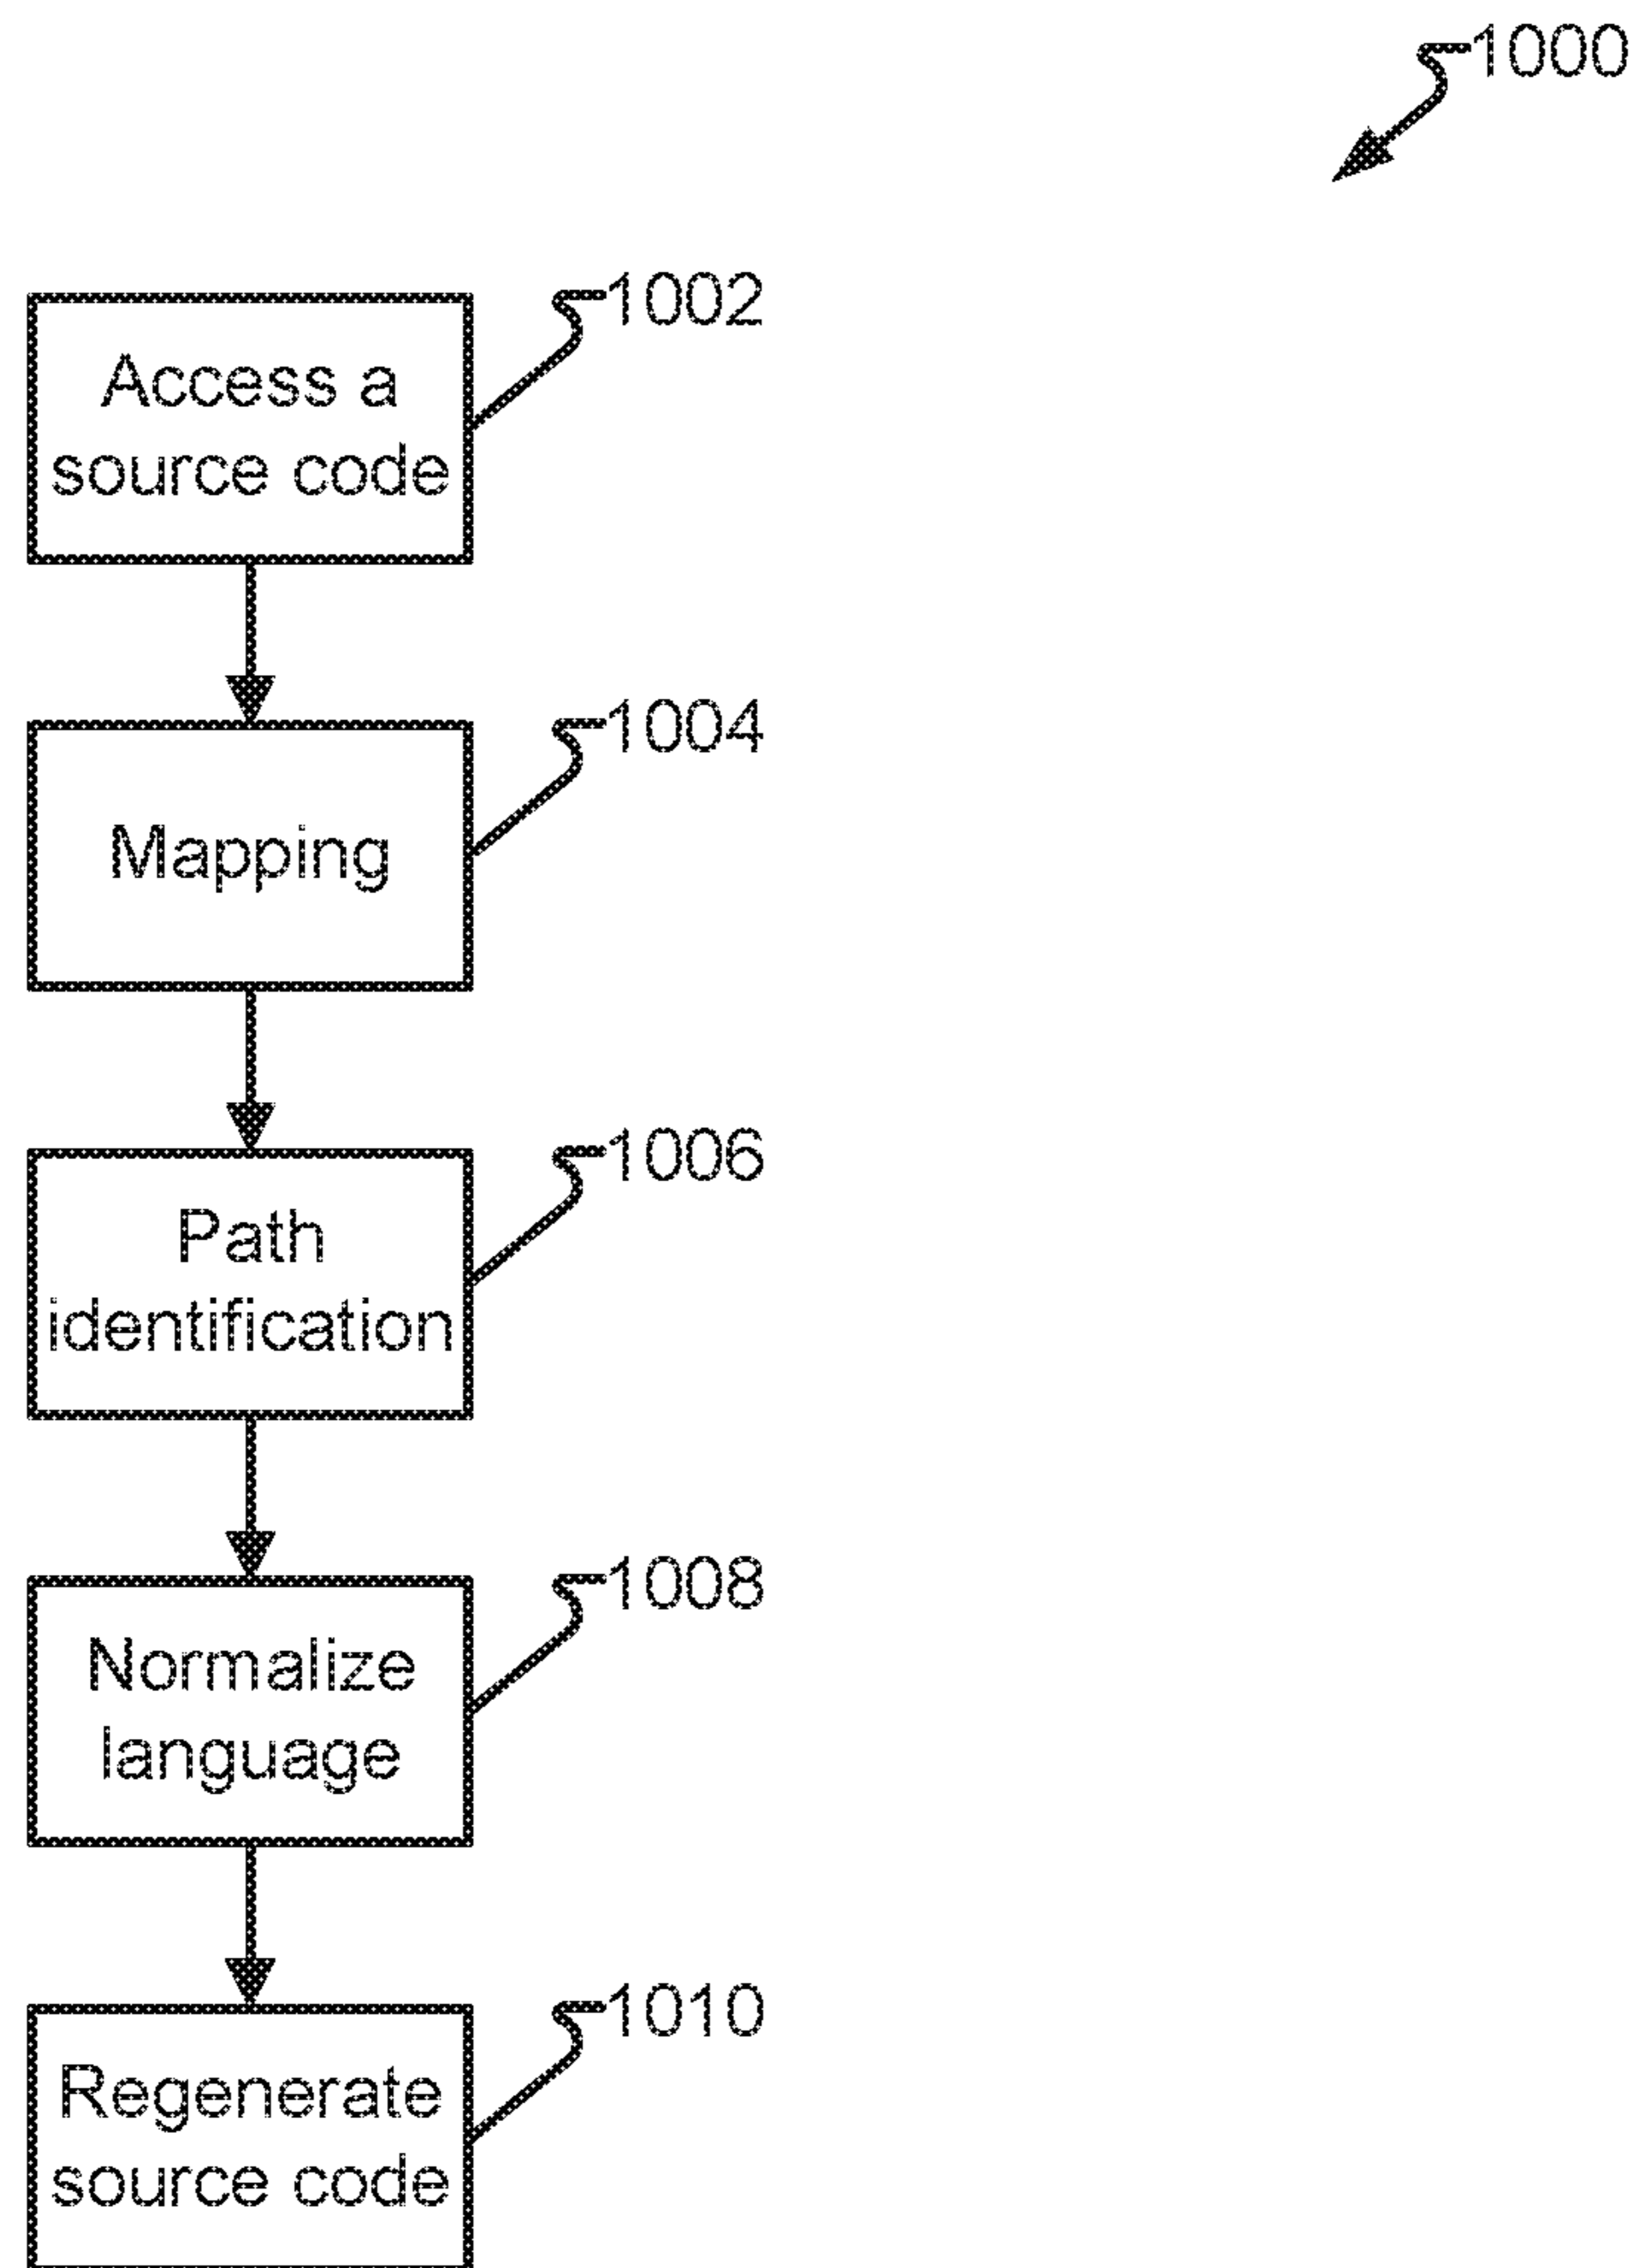 1000
1002
Access a
source code
1004
Mapping
1006
Path
identification
1008
Normalize
language
1010
Regenerate
source code